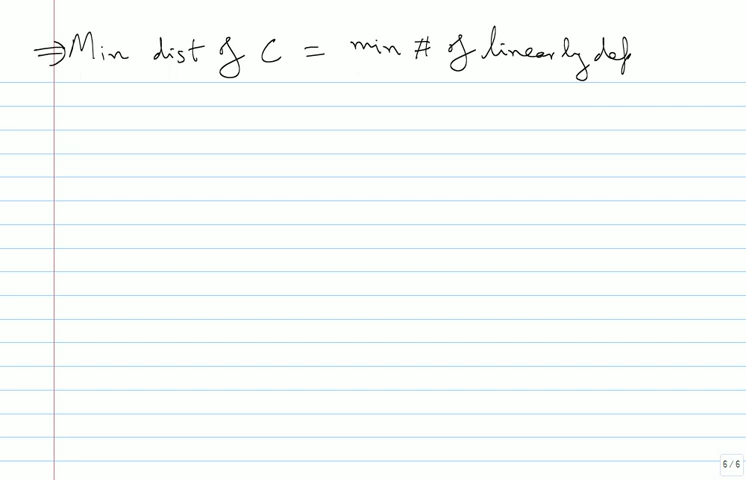 ⇒ Min dist of C = min # of linearly dep
6/6